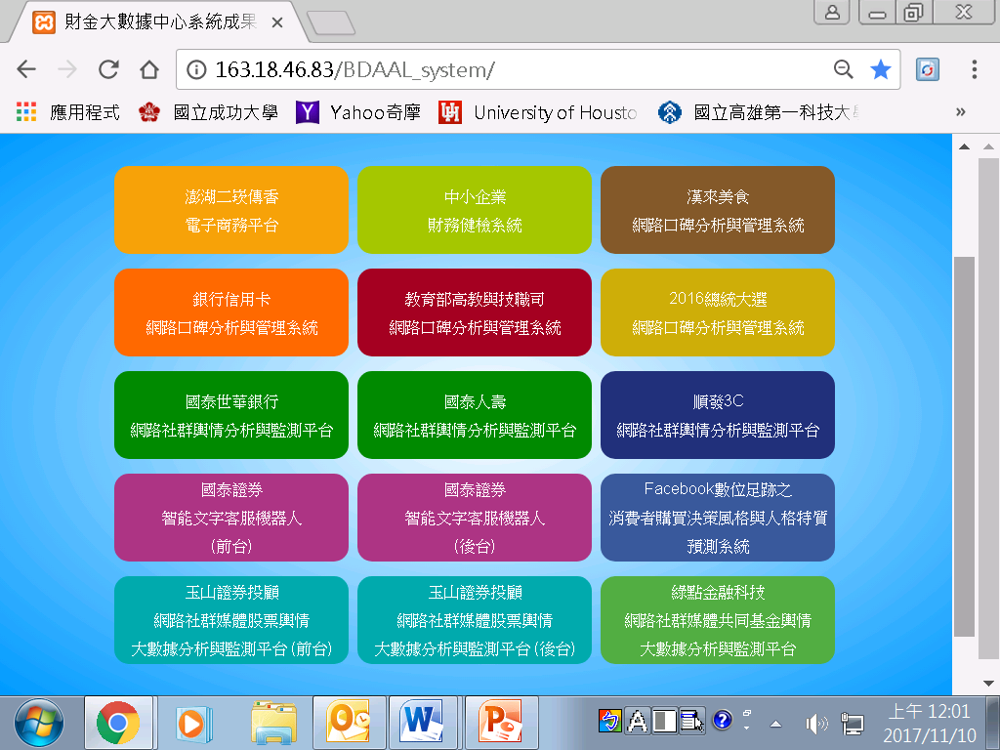 財金大數據中心系統成果
163.18.46.83/BDAAL_system/
應用程式 國立成功大學 Yahoo奇摩 University of Housto 國立高雄第一科技大 »
澎湖二崁傳香
電子商務平台
中小企業
財務健檢系統
漢來美食
網路口碑分析與管理系統
銀行信用卡
網路口碑分析與管理系統
教育部高教與技職司
網路口碑分析與管理系統
2016總統大選
網路口碑分析與管理系統
國泰世華銀行
網路社群輿情分析與監測平台
國泰人壽
網路社群輿情分析與監測平台
順發3C
網路社群輿情分析與監測平台
國泰證券
智能文字客服機器人
(前台)
國泰證券
智能文字客服機器人
(後台)
Facebook數位足跡之
消費者購買決策風格與人格特質
預測系統
玉山證券投顧
網路社群媒體股票輿情
大數據分析與監測平台(前台)
玉山證券投顧
網路社群媒體股票輿情
大數據分析與監測平台(後台)
綠點金融科技
網路社群媒體共同基金輿情
大數據分析與監測平台
上午 12:01
2017/11/10